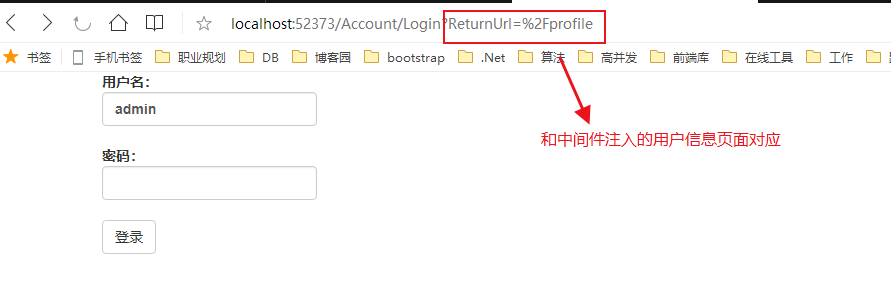 localhost:52373/Account/Login?ReturnUrl=%2Fprofile
书签 手机书签 职业规划 DB 博客园 bootstrap .Net 算法 高并发 前端库 在线工具 工作
用户名:
admin
和中间件注入的用户信息页面对应
密码:
登录